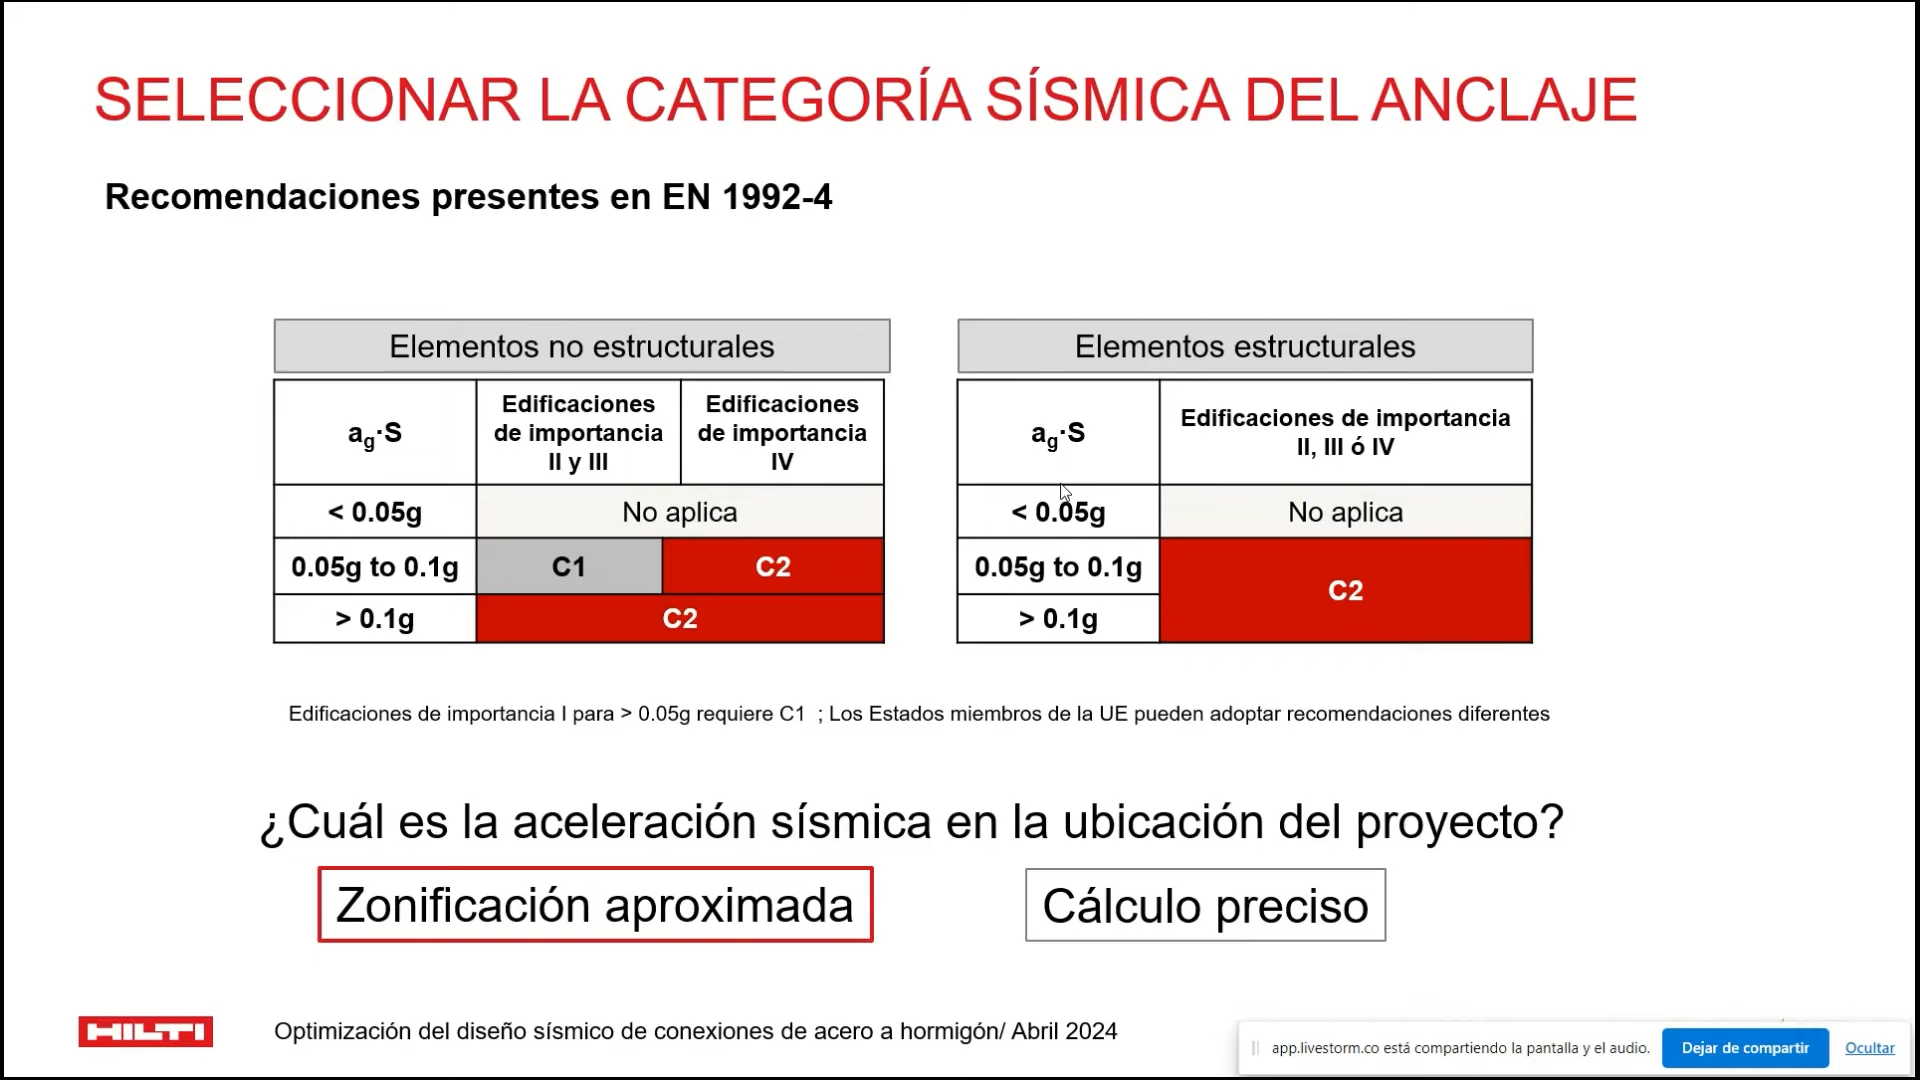 SELECCIONAR LA CATEGORÍA SÍSMICA DEL ANCLAJE
Recomendaciones presentes en EN 1992-4
Elementos no estructurales
ag·S
Edificaciones
de importancia
II y III
Edificaciones
de importancia
IV
< 0.05g
No aplica
0.05g to 0.1g
C1
C2
> 0.1g
C2
Elementos estructurales
ag·S
Edificaciones de importancia
II, III ó IV
< 0.05g
No aplica
0.05g to 0.1g
C2
> 0.1g
Edificaciones de importancia I para > 0.05g requiere C1 ; Los Estados miembros de la UE pueden adoptar recomendaciones diferentes
¿Cuál es la aceleración sísmica en la ubicación del proyecto?
Zonificación aproximada
Cálculo preciso
HILTI
Optimización del diseño sísmico de conexiones de acero a hormigón/ Abril 2024
app.livestorm.co está compartiendo la pantalla y el audio.
Dejar de compartir
Ocultar